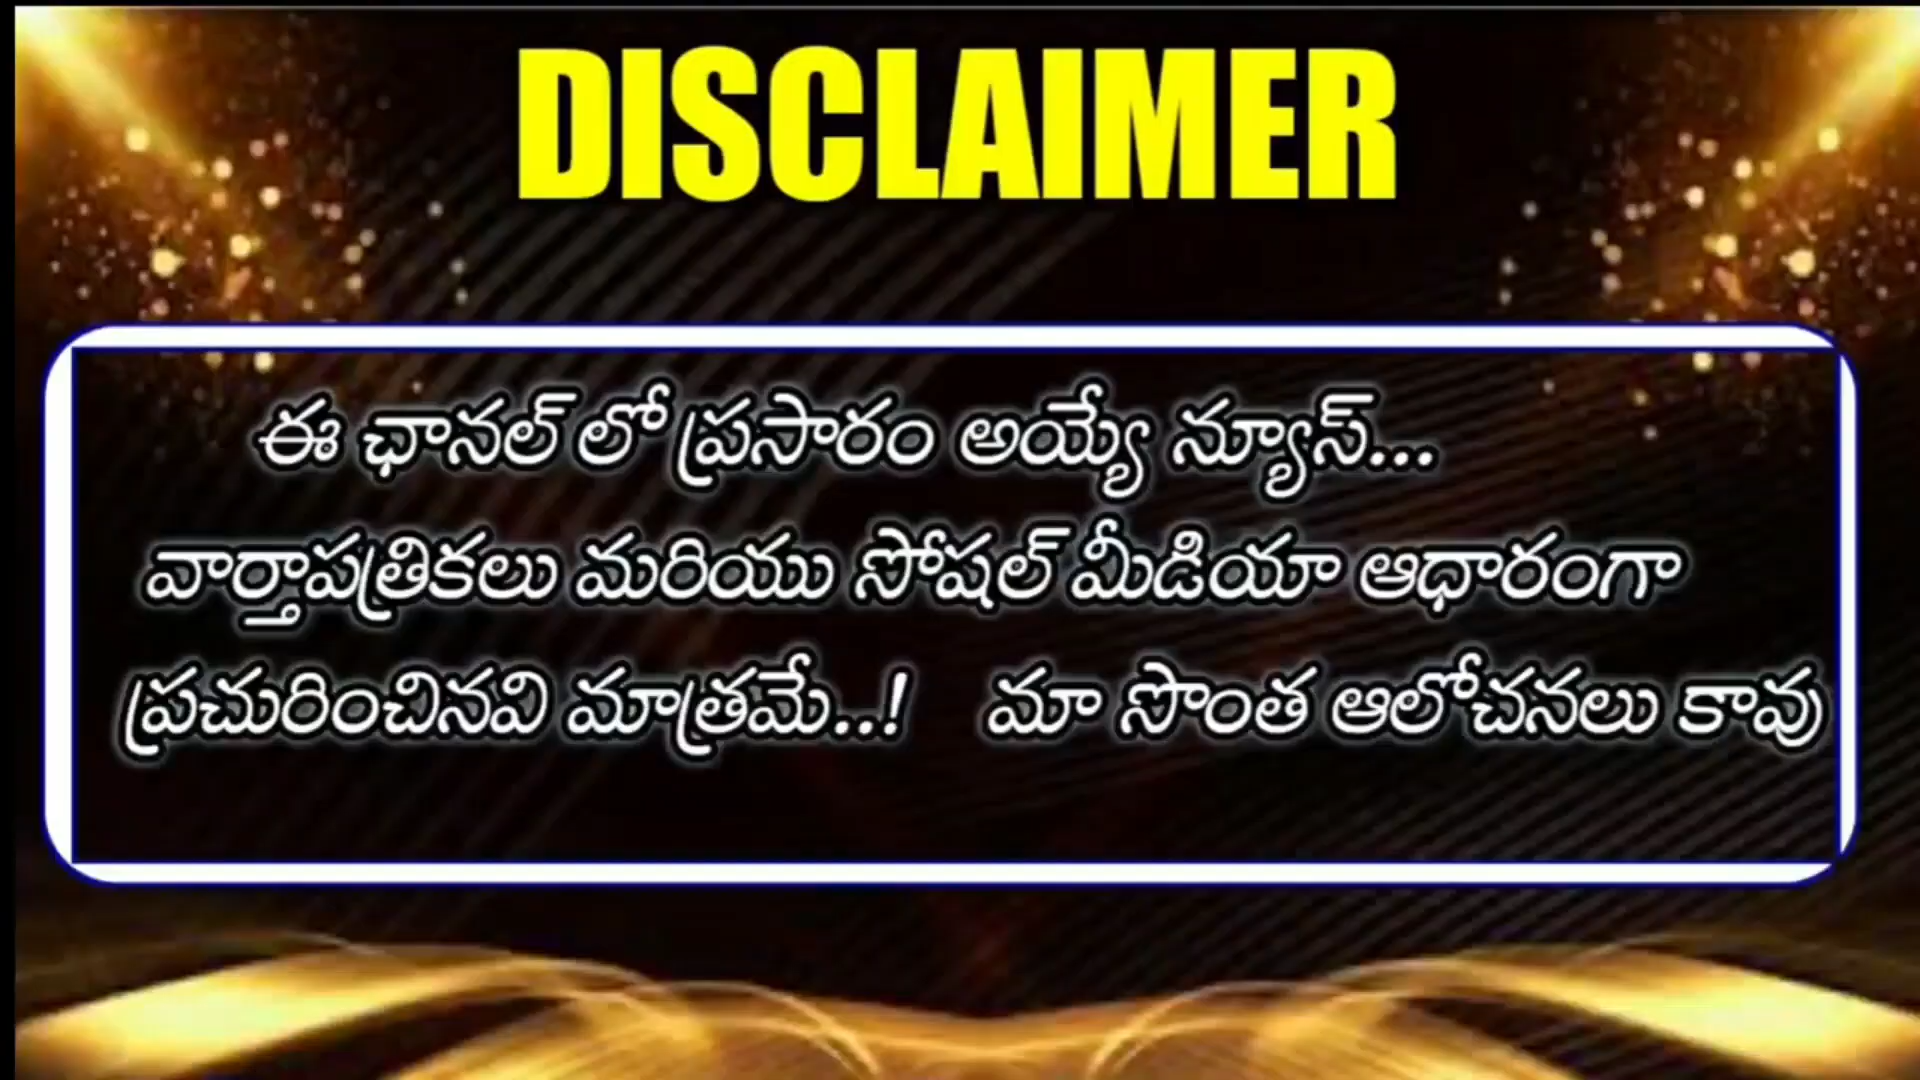 DISCLAIMER
ఈ ఛానల్ లో ప్రసారం అయ్యే న్యూస్...
వార్తాపత్రికలు మరియు సోషల్ మీడియా ఆధారంగా
ప్రచురించినవి మాత్రమే..! మా సొంత ఆలోచనలు కావు